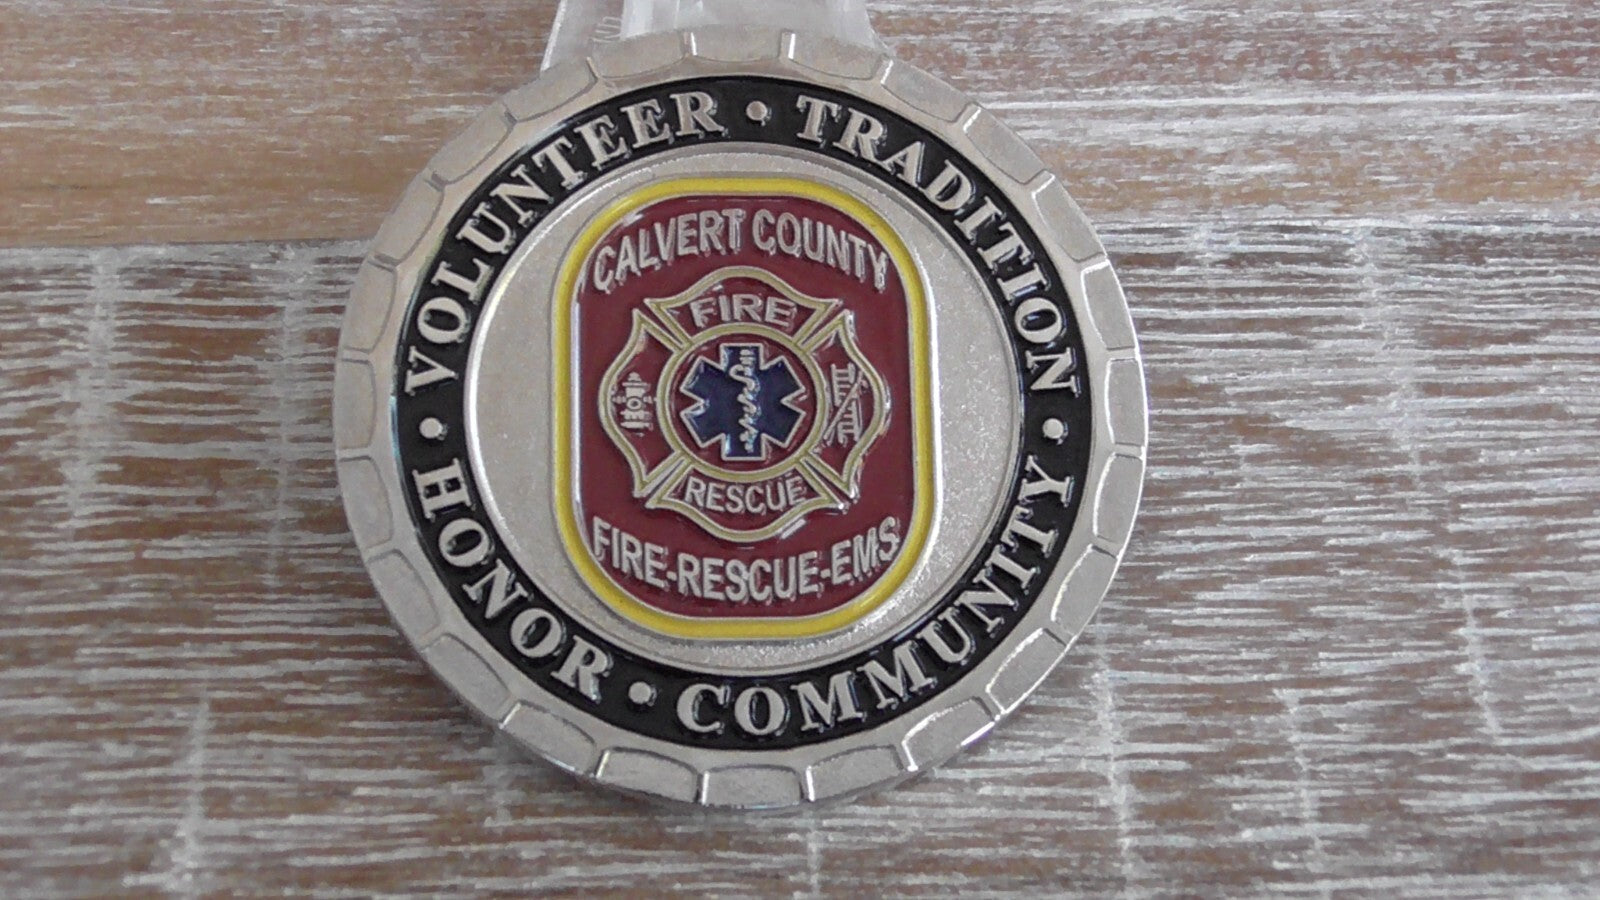 VOLUNTEER • TRADITION • COMMUNITY • HONOR •
CALVERT COUNTY
FIRE
RESCUE
FIRE-RESCUE-EMS